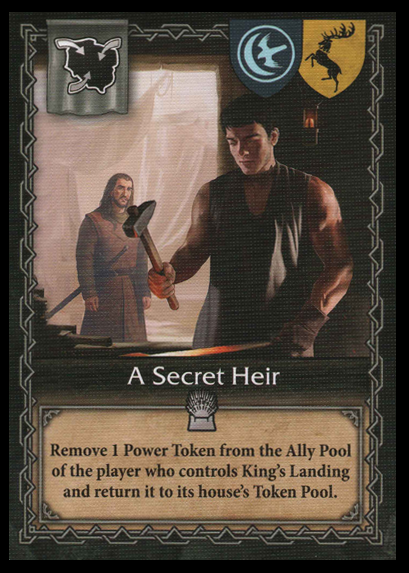 A Secret Heir
Remove 1 Power Token from the Ally Pool
of the player who controls King's Landing
and return it to its house's Token Pool.